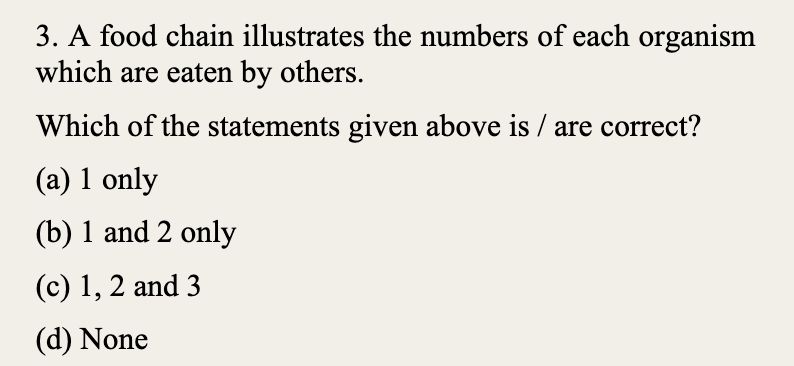 3. A food chain illustrates the numbers of each organism
which are eaten by others.
Which of the statements given above is / are correct?
(a) 1 only
(b) 1 and 2 only
(c) 1, 2 and 3
(d) None